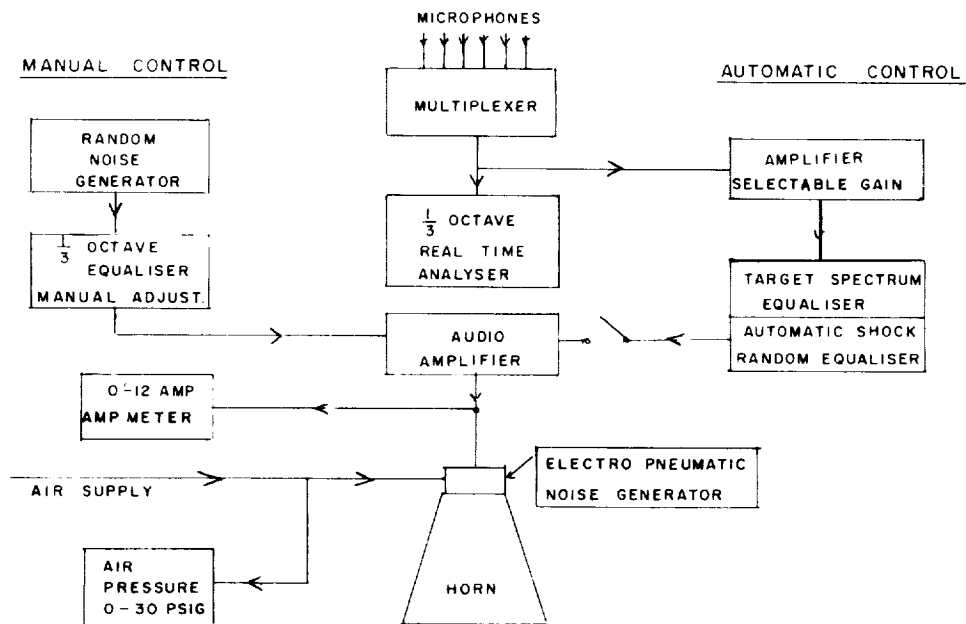 MICROPHONES
MANUAL CONTROL
AUTOMATIC CONTROL
MULTIPLEXER
RANDOM
NOISE
GENERATOR
AMPLIFIER
SELECTABLE GAIN
1/3 OCTAVE
EQUALISER
MANUAL ADJUST.
1/3 OCTAVE
REAL TIME
ANALYSER
TARGET SPECTRUM
EQUALISER
AUTOMATIC SHOCK
RANDOM EQUALISER
AUDIO
AMPLIFIER
0-12 AMP
AMP METER
ELECTRO PNEUMATIC
NOISE GENERATOR
AIR SUPPLY
AIR
PRESSURE
0-30 PSIG
HORN